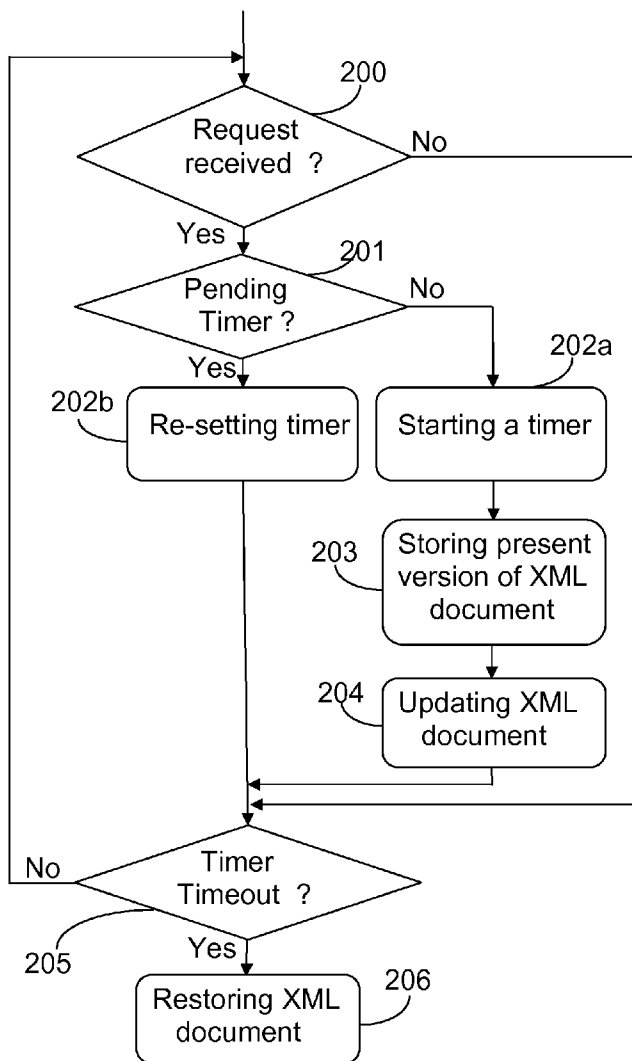 200
Request
received ?
No
Yes
201
Pending
Timer ?
No
Yes
202a
202b
Re-setting timer
Starting a timer
203
Storing present
version of XML
document
204
Updating XML
document
No
Timer
Timeout ?
205
Yes
206
Restoring XML
document